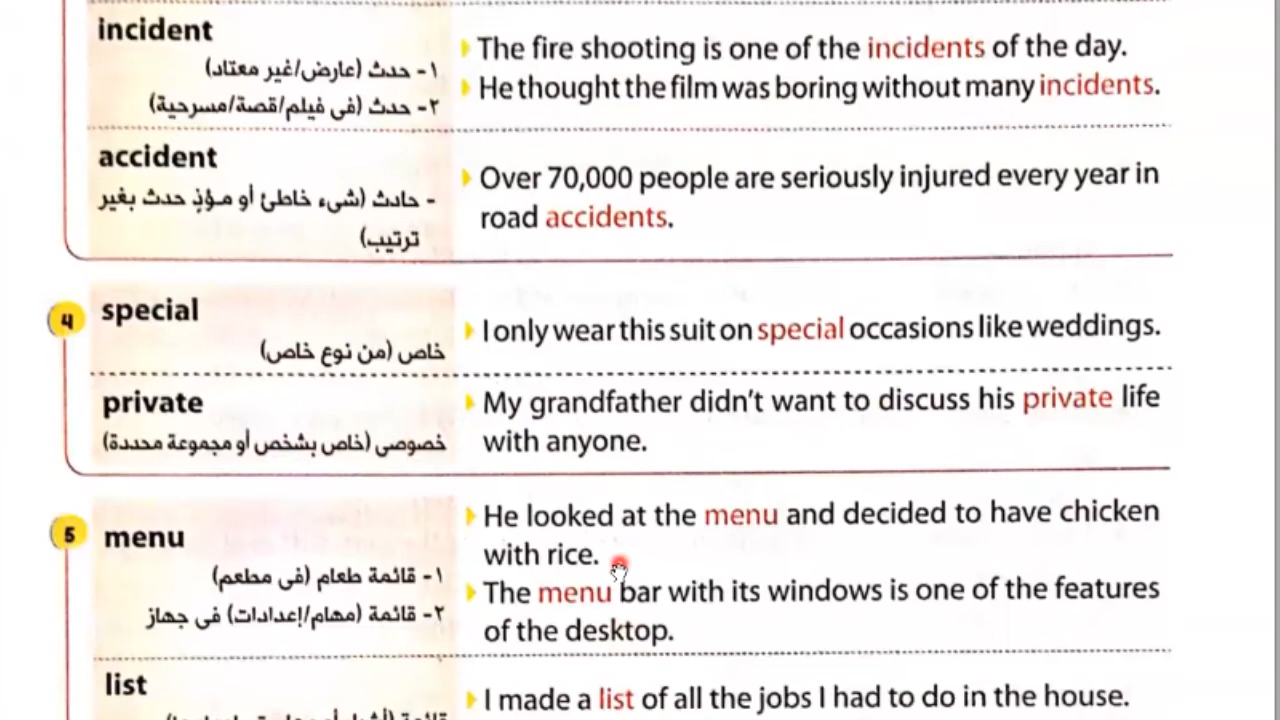 incident
١- حدث (عارض/غير معتاد)
٢- حدث (فى فيلم/قصة/مسرحية)
The fire shooting is one of the incidents of the day.
He thought the film was boring without many incidents.
accident
- حادث (شىء خاطئ أو مؤذٍ حدث بغير
ترتيب)
Over 70,000 people are seriously injured every year in
road accidents.
4
special
خاص (من نوع خاص)
I only wear this suit on special occasions like weddings.
private
خصوصى (خاص بشخص أو مجموعة محددة)
My grandfather didn't want to discuss his private life
with anyone.
5
menu
١- قائمة طعام (فى مطعم)
٢- قائمة (مهام/إعدادات) فى جهاز
He looked at the menu and decided to have chicken
with rice.
The menu bar with its windows is one of the features
of the desktop.
list
I made a list of all the jobs I had to do in the house.